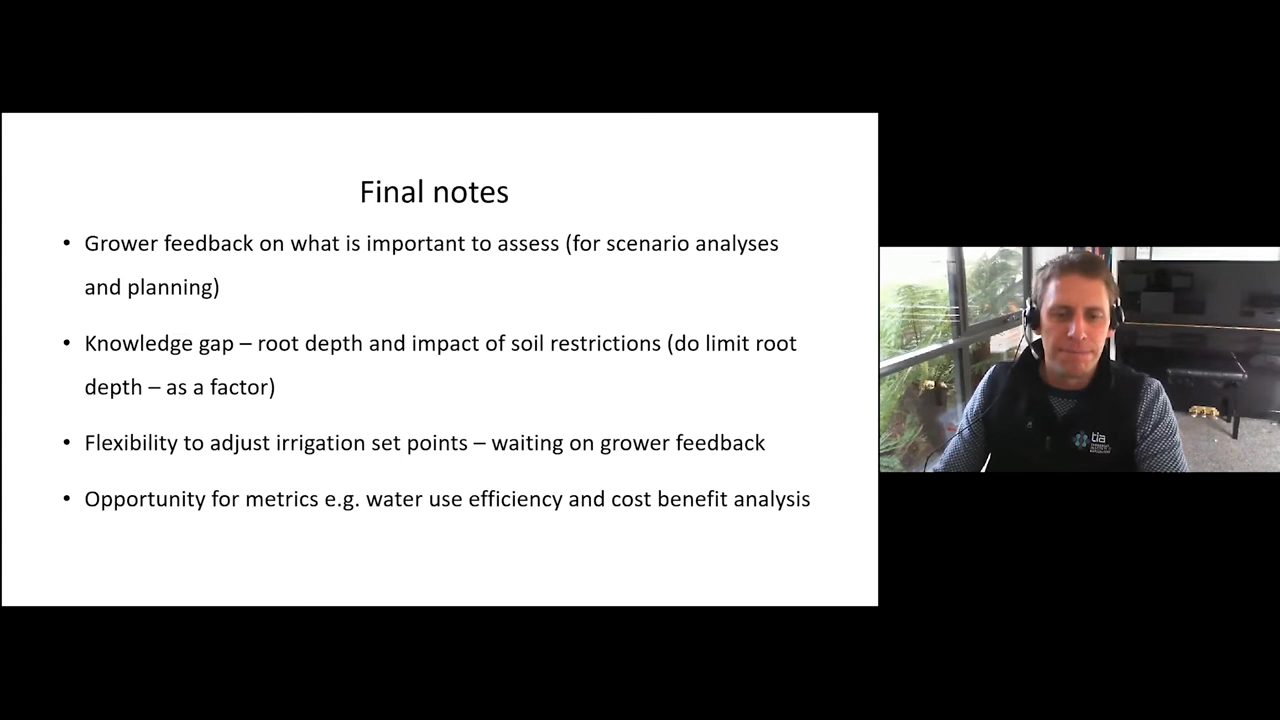 Final notes
• Grower feedback on what is important to assess (for scenario analyses
and planning)
• Knowledge gap – root depth and impact of soil restrictions (do limit root
depth – as a factor)
• Flexibility to adjust irrigation set points – waiting on grower feedback
• Opportunity for metrics e.g. water use efficiency and cost benefit analysis
tia